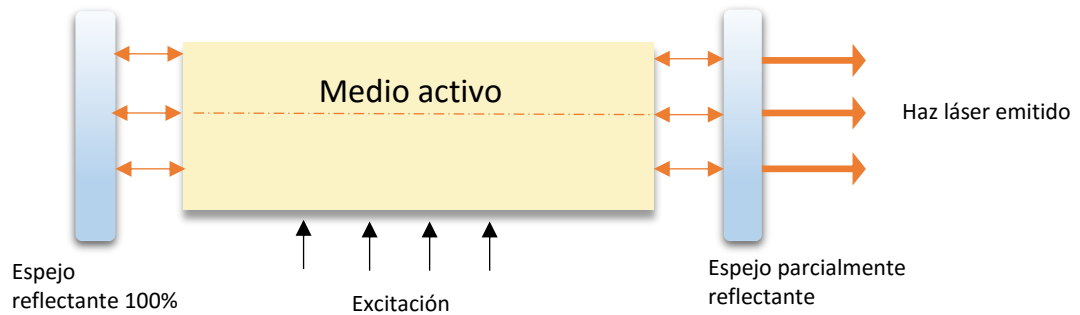 Medio activo
Haz láser emitido
Espejo
reflectante 100%
Excitación
Espejo parcialmente
reflectante